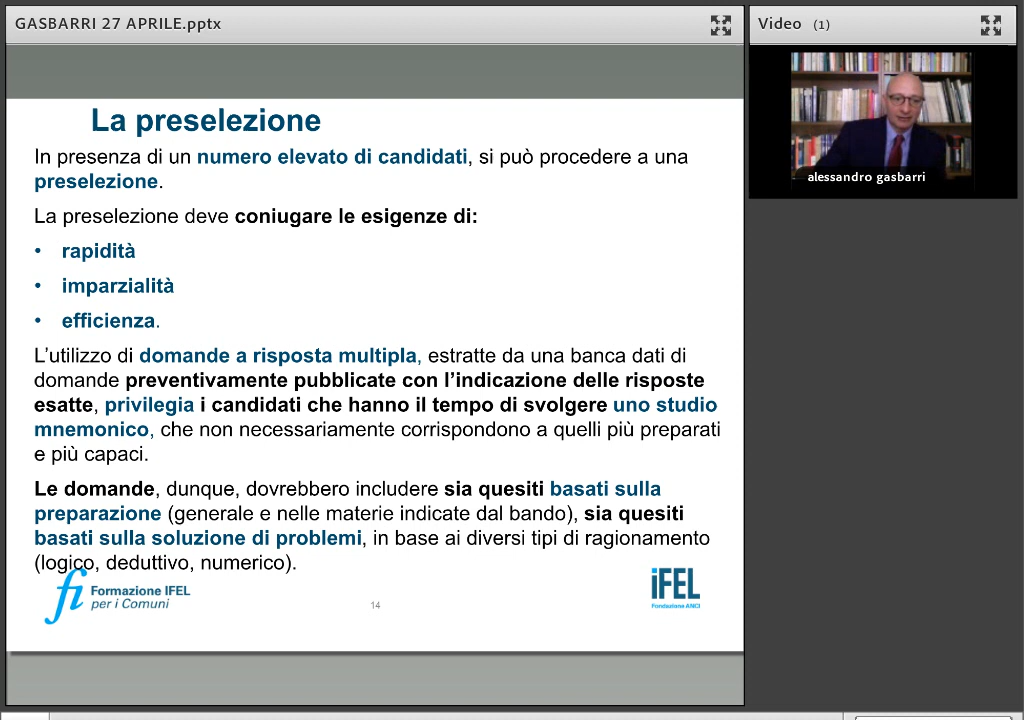 GASBARRI 27 APRILE.pptx
Video (1)
alessandro gasbarri
La preselezione
In presenza di un numero elevato di candidati, si può procedere a una
preselezione.
La preselezione deve coniugare le esigenze di:
• rapidità
• imparzialità
• efficienza.
L’utilizzo di domande a risposta multipla, estratte da una banca dati di
domande preventivamente pubblicate con l’indicazione delle risposte
esatte, privilegia i candidati che hanno il tempo di svolgere uno studio
mnemonico, che non necessariamente corrispondono a quelli più preparati
e più capaci.
Le domande, dunque, dovrebbero includere sia quesiti basati sulla
preparazione (generale e nelle materie indicate dal bando), sia quesiti
basati sulla soluzione di problemi, in base ai diversi tipi di ragionamento
(logico, deduttivo, numerico).
fi Formazione IFEL
per i Comuni
14
iFEL
Fondazione ANCI